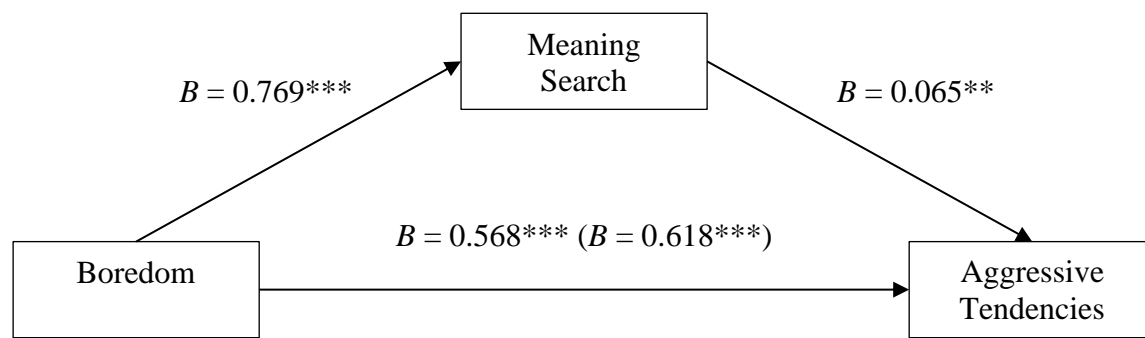 Meaning
Search
B = 0.769***
B = 0.065**
B = 0.568*** (B = 0.618***)
Boredom
Aggressive
Tendencies